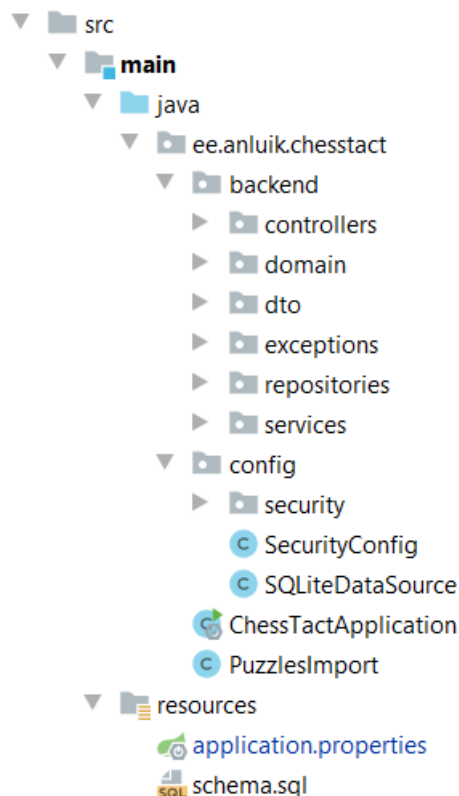 src
main
java
ee.anluik.chesstact
backend
controllers
domain
dto
exceptions
repositories
services
config
security
SecurityConfig
SQLiteDataSource
ChessTactApplication
PuzzlesImport
resources
application.properties
schema.sql